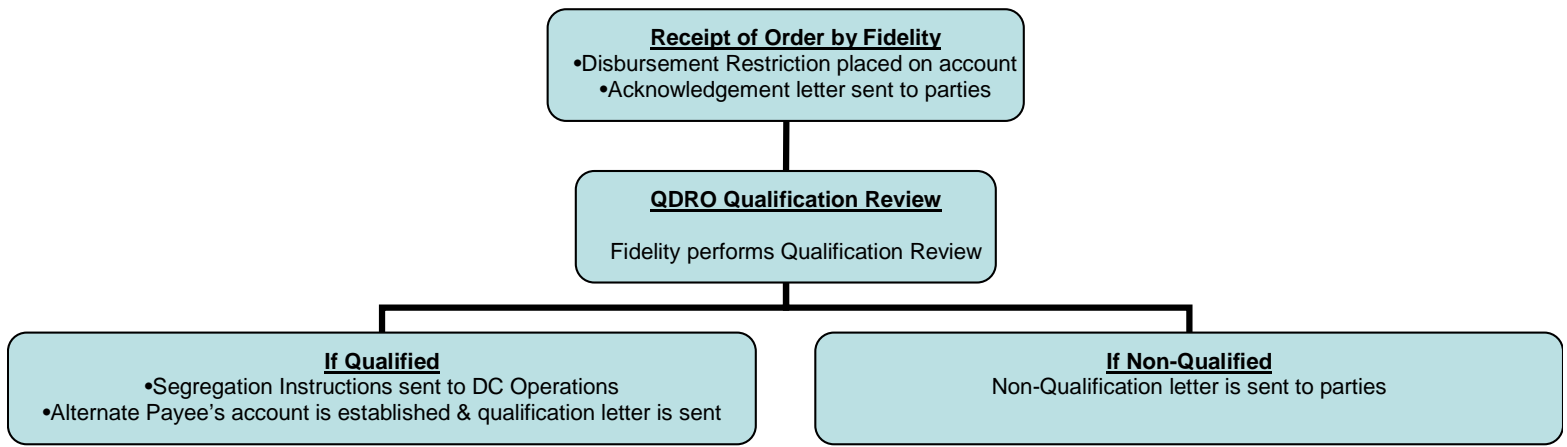 Receipt of Order by Fidelity
•Disbursement Restriction placed on account
•Acknowledgement letter sent to parties
QDRO Qualification Review
Fidelity performs Qualification Review
If Qualified
•Segregation Instructions sent to DC Operations
•Alternate Payee's account is established & qualification letter is sent
If Non-Qualified
Non-Qualification letter is sent to parties